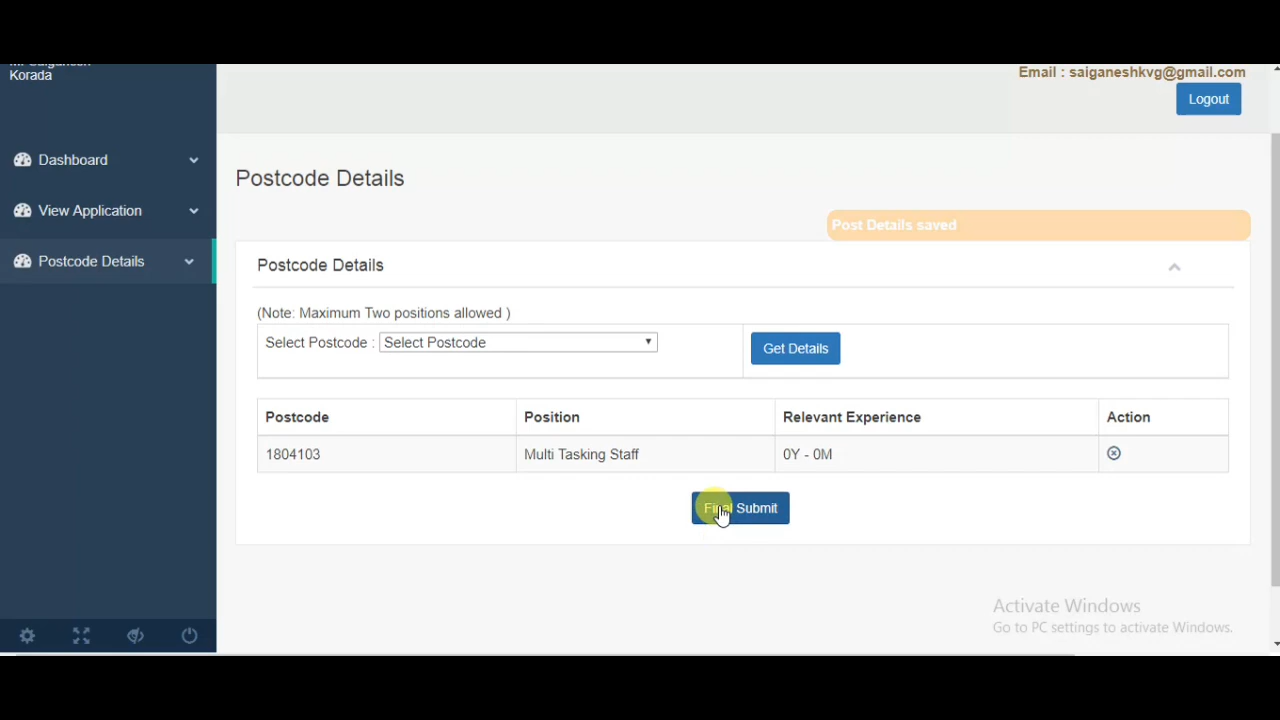 Korada
Email : saiganeshkvg@gmail.com
Logout
Dashboard
View Application
Postcode Details
Postcode Details
Post Details saved
Postcode Details
(Note: Maximum Two positions allowed )
Select Postcode : Select Postcode
Get Details
Postcode Position Relevant Experience Action
1804103 Multi Tasking Staff 0Y - 0M
Final Submit
Activate Windows
Go to PC settings to activate Windows.